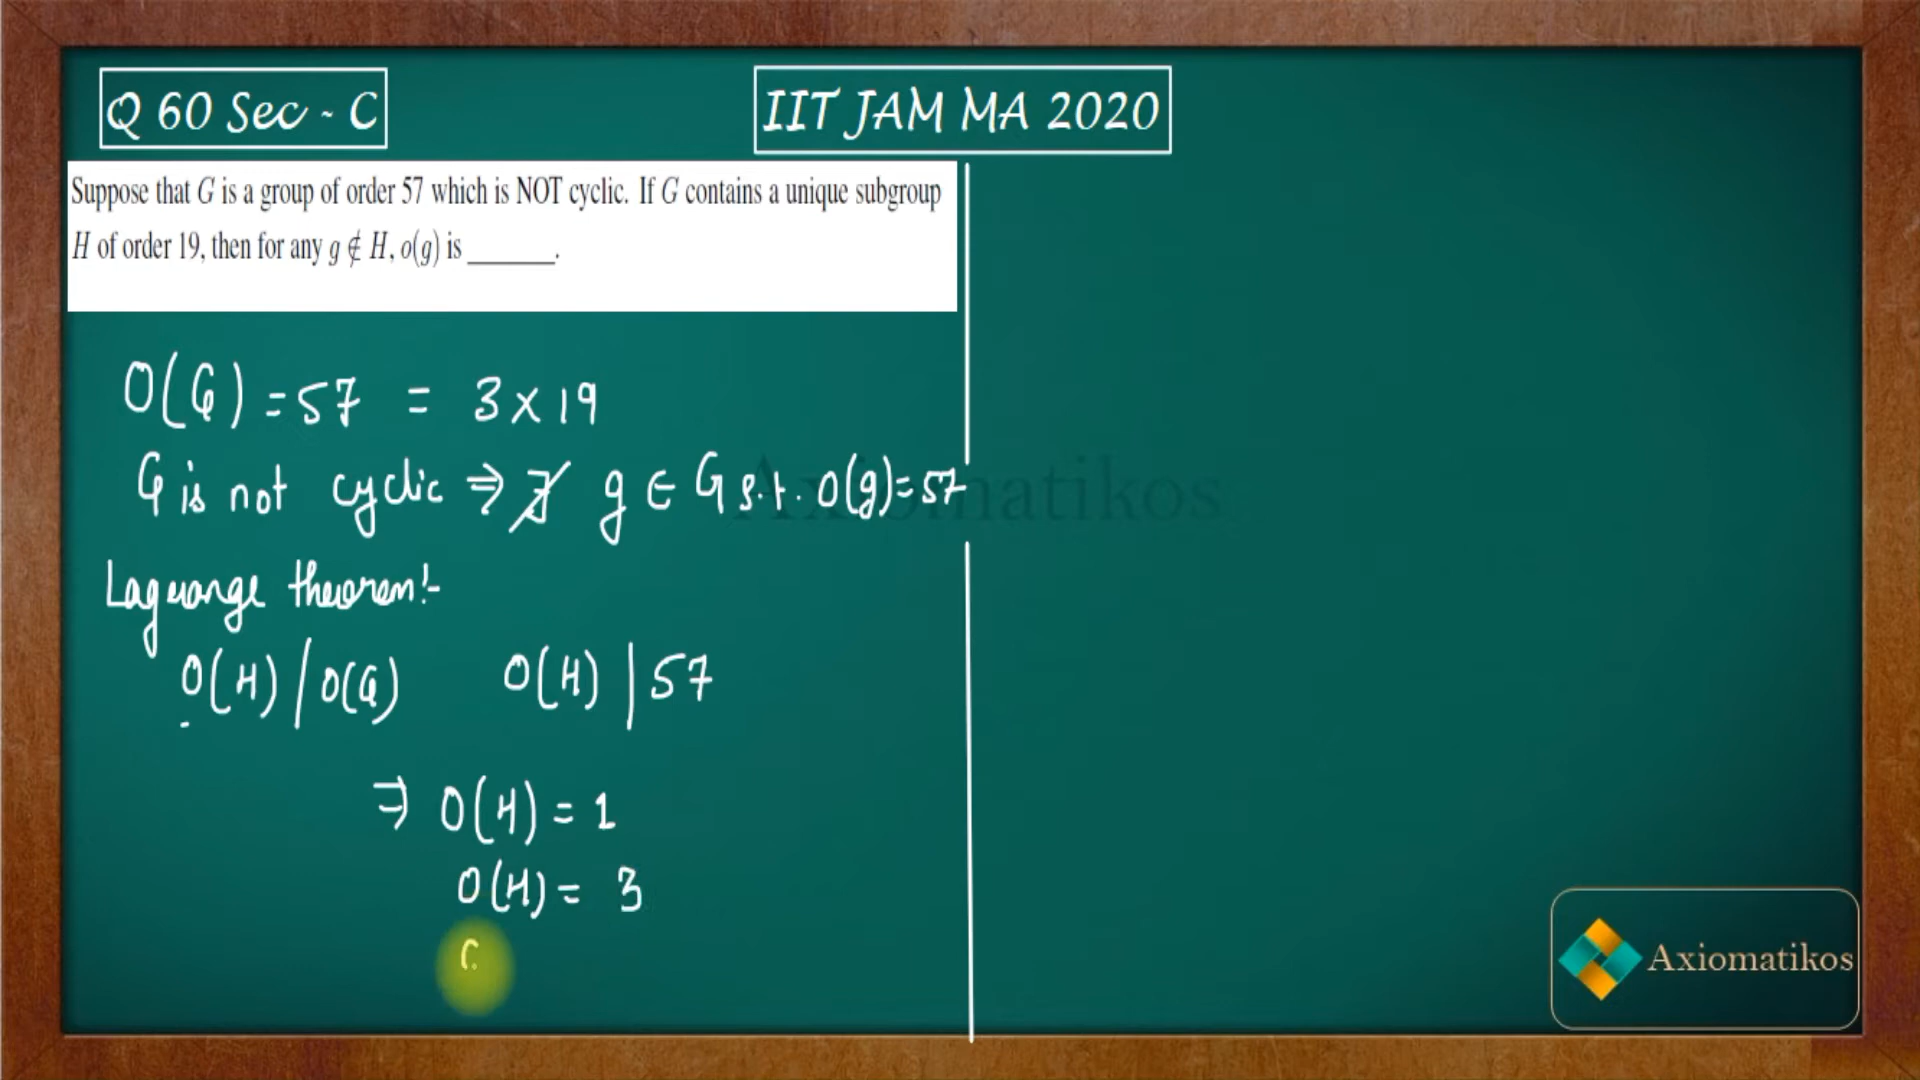 Q 60 Sec - C
IIT JAM MA 2020
Suppose that G is a group of order 57 which is NOT cyclic. If G contains a unique subgroup
H of order 19, then for any g ∉ H, o(g) is ______.
O(G) = 57 = 3 × 19
G is not cyclic ⇒ ∄ g ∈ G s.t. O(g) = 57
Lagrange theorem:-
O(H) / O(G) O(H) | 57
⇒ O(H) = 1
O(H) = 3
Axiomatikos
Axiomatikos